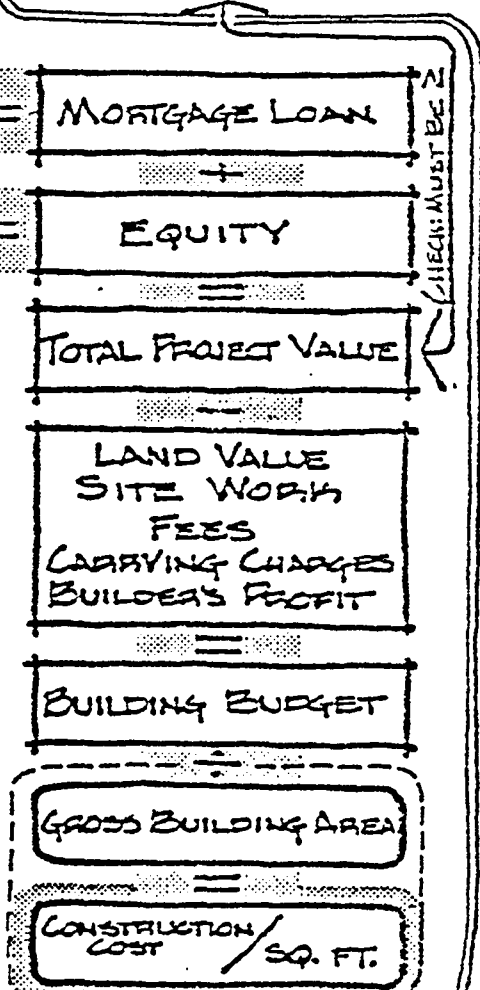 =
MORTGAGE LOAN
+
=
EQUITY
=
TOTAL PROJECT VALUE
CHECK: MUST BE ≥
-
LAND VALUE
SITE WORK
FEES
CARRYING CHARGES
BUILDER'S PROFIT
=
BUILDING BUDGET
÷
GROSS BUILDING AREA
=
CONSTRUCTION
COST / SQ. FT.